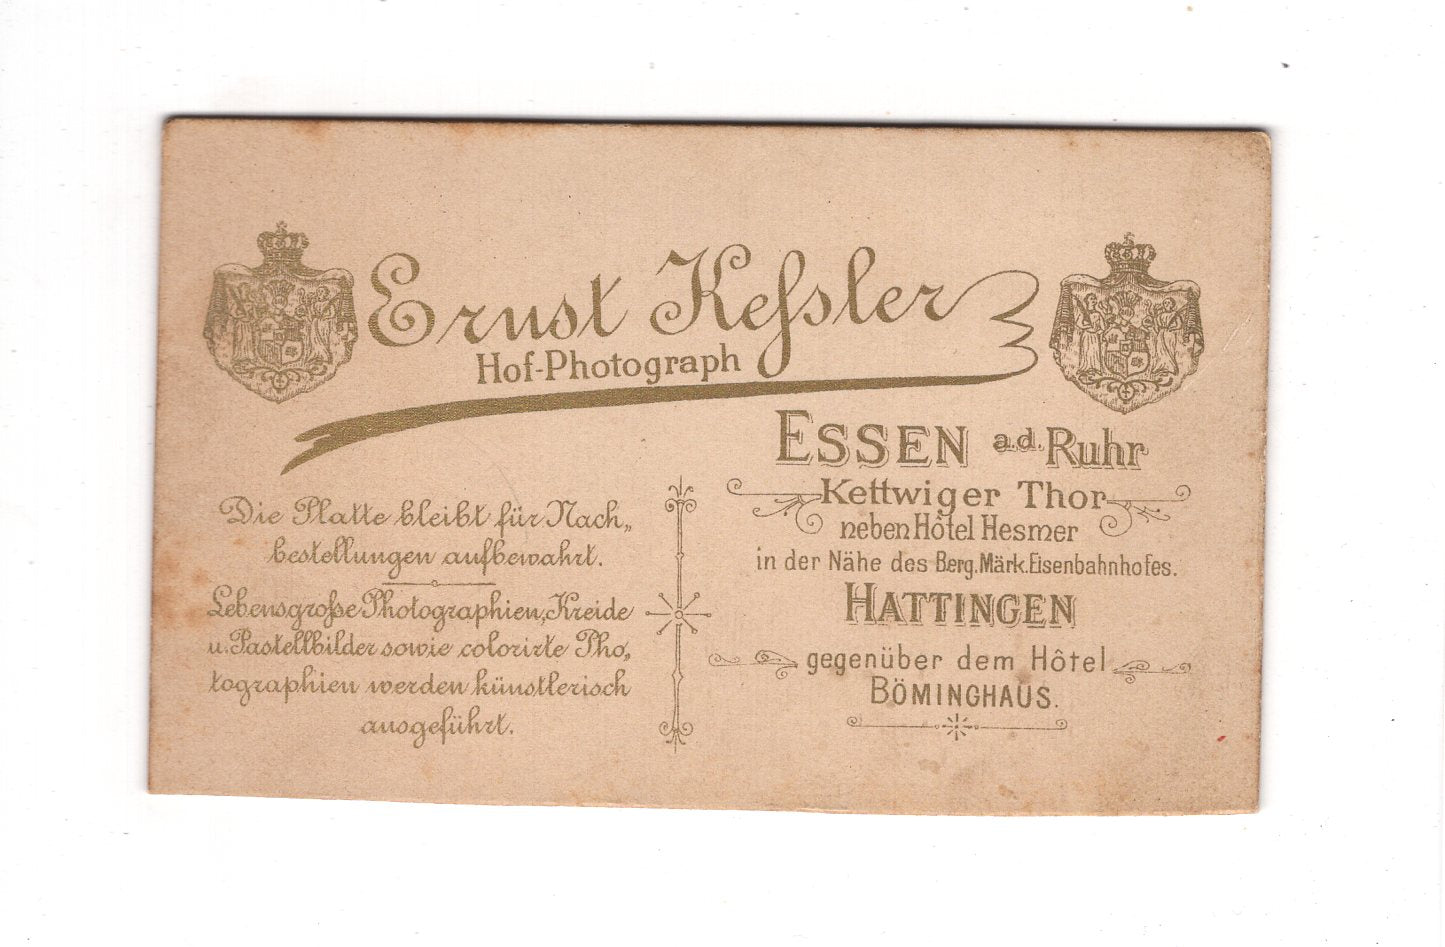 Ernst Keſsler
Hof-Photograph
Die Platte bleibt für Nach„
bestellungen aufbewahrt.
Lebensgroße Photographien, Kreide
u. Pastellbilder sowie colorirte Pho„
tographien werden künstlerisch
ausgeführt.
ESSEN a.d. Ruhr
Kettwiger Thor
neben Hôtel Hesmer
in der Nähe des Berg. Märk. Eisenbahnhofes.
HATTINGEN
gegenüber dem Hôtel
BÖMINGHAUS.